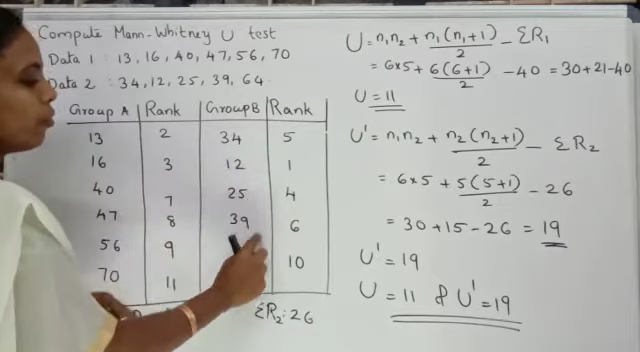 Compute Mann-Whitney U test
Data 1 : 13, 16, 40, 47, 56, 70
Data 2 : 34, 12, 25, 39, 64
Group A | Rank | Group B | Rank
13 2 34 5
16 3 12 1
40 7 25 4
47 8 39 6
56 9 10
70 11
ΣR2: 26
U = n1n2 + n1(n1+1)/2 - ΣR1
= 6x5 + 6(6+1)/2 - 40 = 30+21-40
U = 11
U' = n1n2 + n2(n2+1)/2 - ΣR2
= 6x5 + 5(5+1)/2 - 26
= 30+15-26 = 19
U' = 19
U = 11 & U' = 19